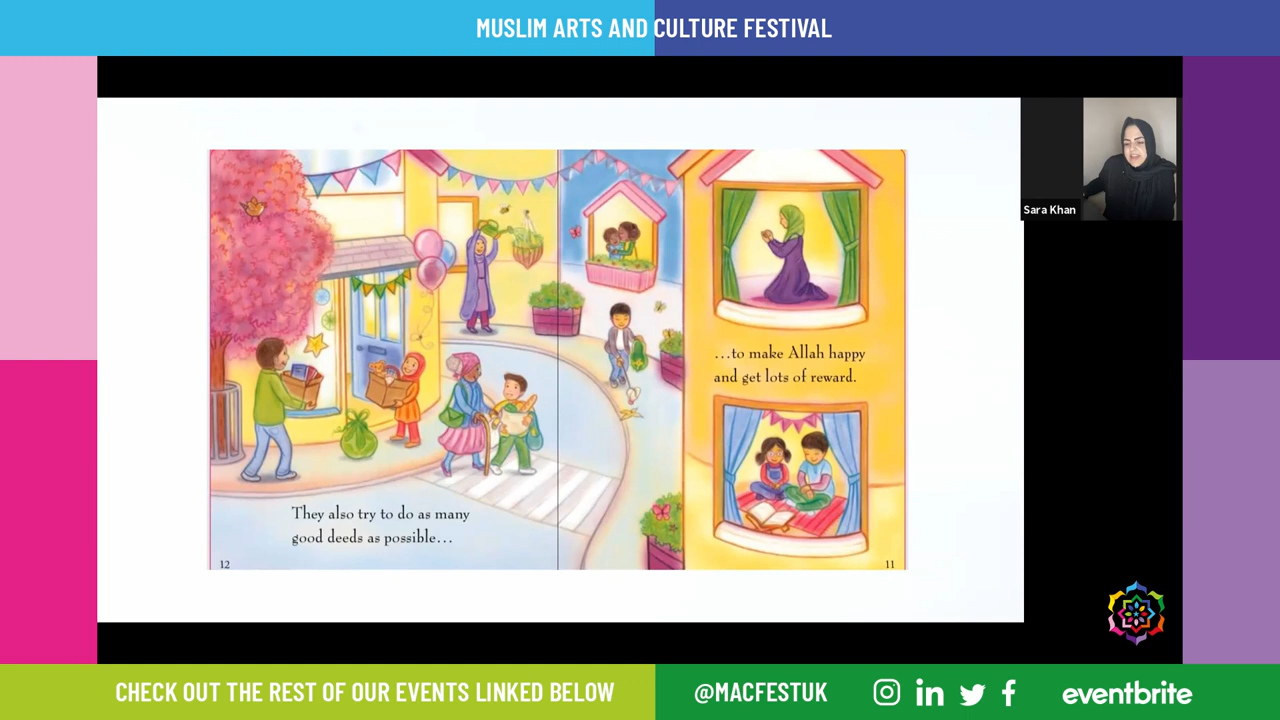 MUSLIM ARTS AND CULTURE FESTIVAL
Sara Khan
They also try to do as many
good deeds as possible...
12
...to make Allah happy
and get lots of reward.
11
CHECK OUT THE REST OF OUR EVENTS LINKED BELOW
@MACFESTUK
eventbrite